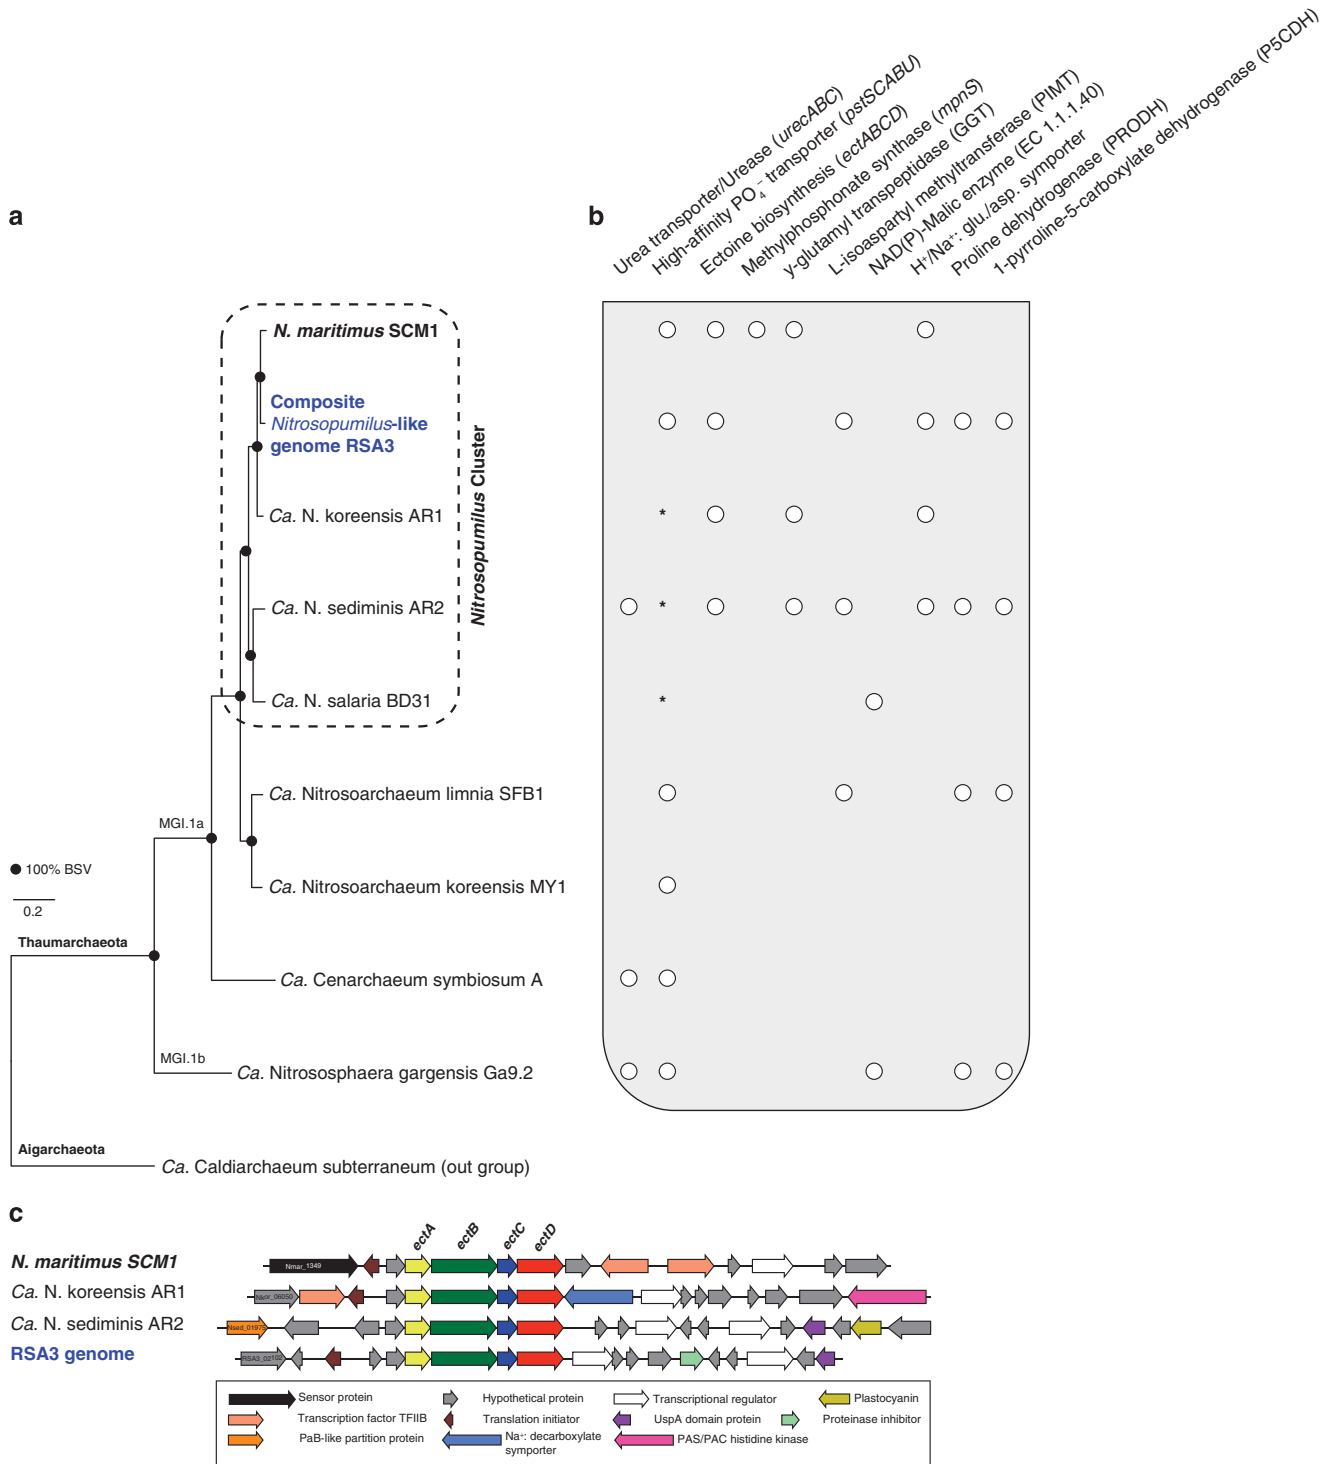 a
b
Urea transporter/Urease (urecABC)
High-affinity PO4- transporter (pstSCABU)
Ectoine biosynthesis (ectABCD)
Methylphosphonate synthase (mpnS)
y-glutamyl transpeptidase (GGT)
L-isoaspartyl methyltransferase (PIMT)
NAD(P)-Malic enzyme (EC 1.1.1.40)
H+/Na+: glu./asp. symporter
Proline dehydrogenase (PRODH)
1-pyrroline-5-carboxylate dehydrogenase (P5CDH)
N. maritimus SCM1
Composite
Nitrosopumilus-like
genome RSA3
Ca. N. koreensis AR1
*
Ca. N. sediminis AR2
*
Ca. N. salaria BD31
*
Nitrosopumilus Cluster
Ca. Nitrosoarchaeum limnia SFB1
MGI.1a
100% BSV
Ca. Nitrosoarchaeum koreensis MY1
0.2
Thaumarchaeota
Ca. Cenarchaeum symbiosum A
MGI.1b
Ca. Nitrososphaera gargensis Ga9.2
Aigarchaeota
Ca. Caldiarchaeum subterraneum (out group)
c
ectA ectB ectC ectD
N. maritimus SCM1
Nmar_1349
Ca. N. koreensis AR1
Nkor_06050
Ca. N. sediminis AR2
Nsed_01975
RSA3 genome
RSA3_02102
Sensor protein Hypothetical protein Transcriptional regulator Plastocyanin
Transcription factor TFIIB Translation initiator UspA domain protein Proteinase inhibitor
PaB-like partition protein Na+: decarboxylate symporter PAS/PAC histidine kinase